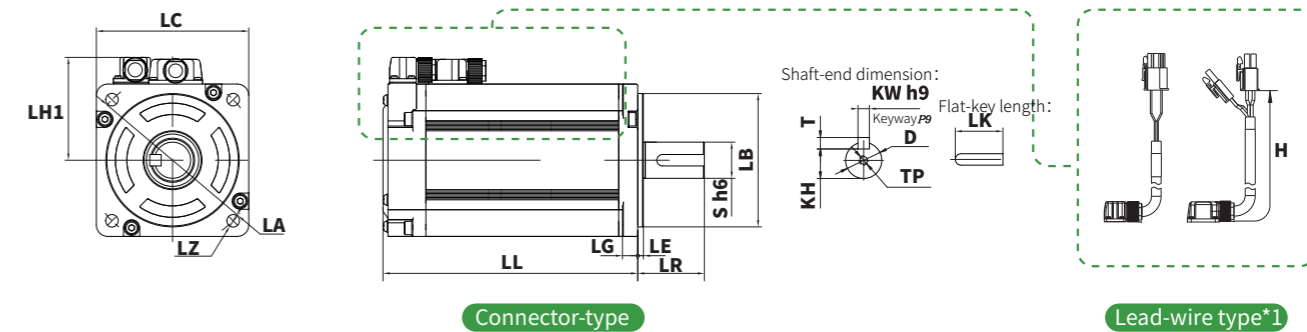 LC
LH1
LA
LZ
LB
S h6
LG
LE
LL
LR
Shaft-end dimension:
KW h9
Keyway P9
T
D
KH
TP
Flat-key length:
LK
H
Connector-type
Lead-wire type*1